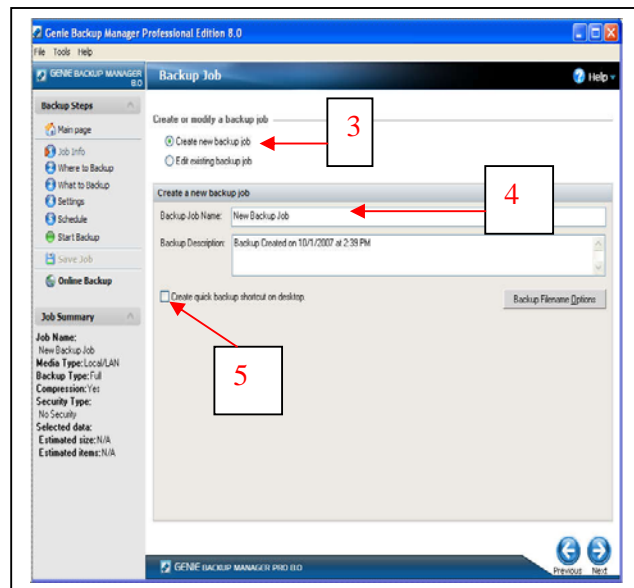 Genie Backup Manager Professional Edition 8.0
File Tools Help
GENIE BACKUP MANAGER
8.0
Backup Job
Help
Backup Steps
Main page
Job Info
Where to Backup
What to Backup
Settings
Schedule
Start Backup
Save Job
Online Backup
Job Summary
Job Name:
New Backup Job
Media Type:Local/LAN
Backup Type:Full
Compression:Yes
Security Type:
No Security
Selected data:
Estimated size:N/A
Estimated items:N/A
Create or modify a backup job
3
Create new backup job
Edit existing backup job
4
Create a new backup job
Backup Job Name: New Backup Job
Backup Description: Backup Created on 10/1/2007 at 2:39 PM
Create quick backup shortcut on desktop.
Backup Filename Options
5
GENIE BACKUP MANAGER PRO 8.0
Previous Next